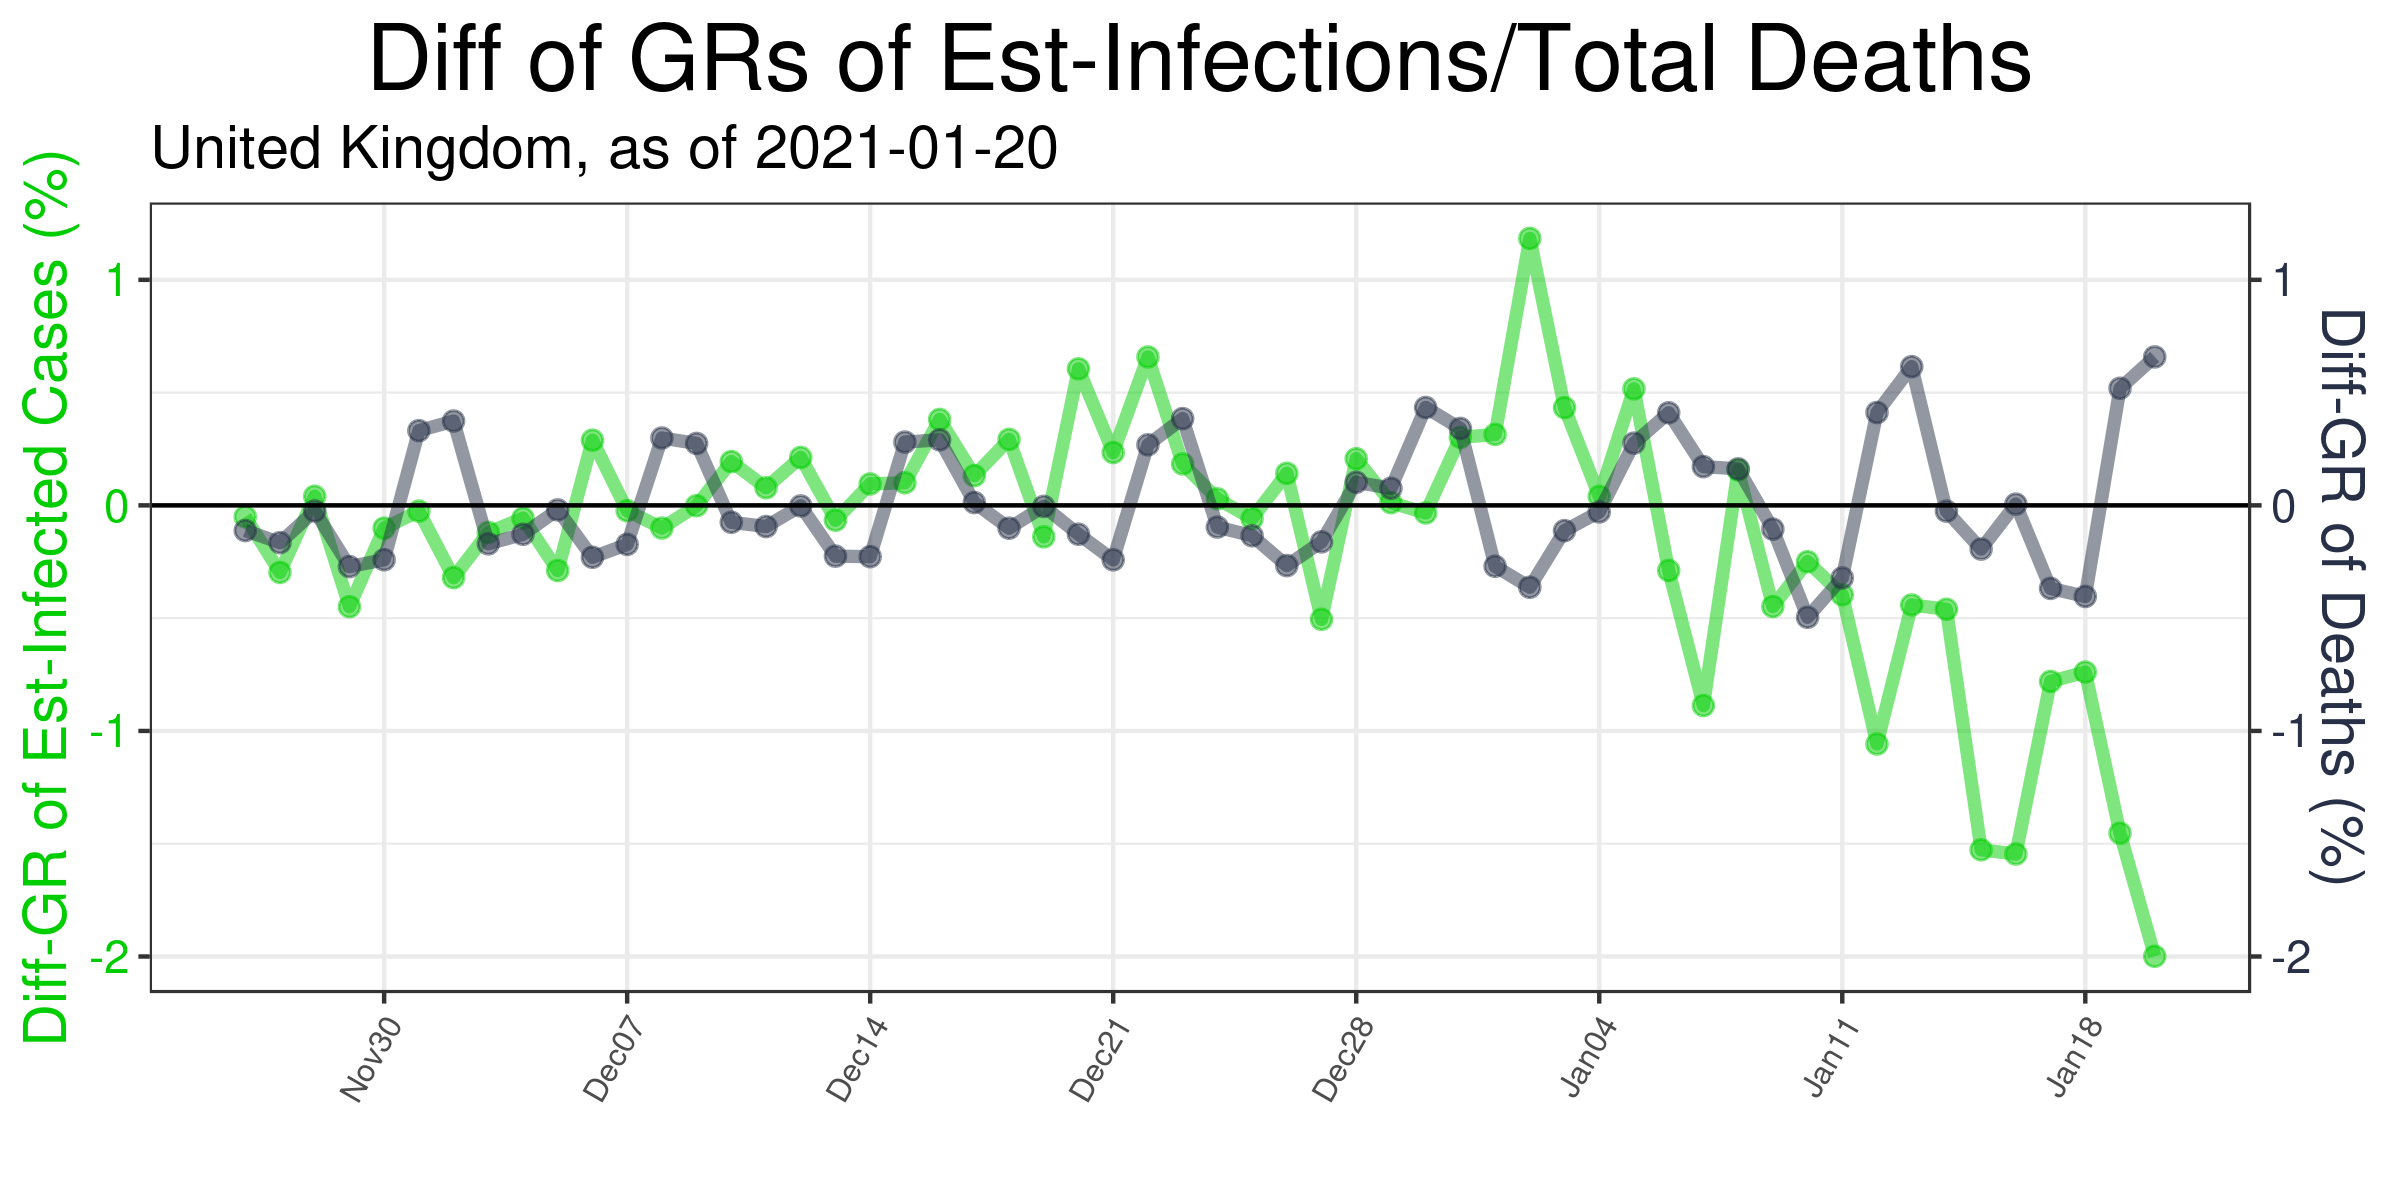 Diff of GRs of Est-Infections/Total Deaths
United Kingdom, as of 2021-01-20
Diff-GR of Est-Infected Cases (%)
1
0
-1
-2
1
0
-1
-2
Diff-GR of Deaths (%)
Nov30
Dec07
Dec14
Dec21
Dec28
Jan04
Jan11
Jan18